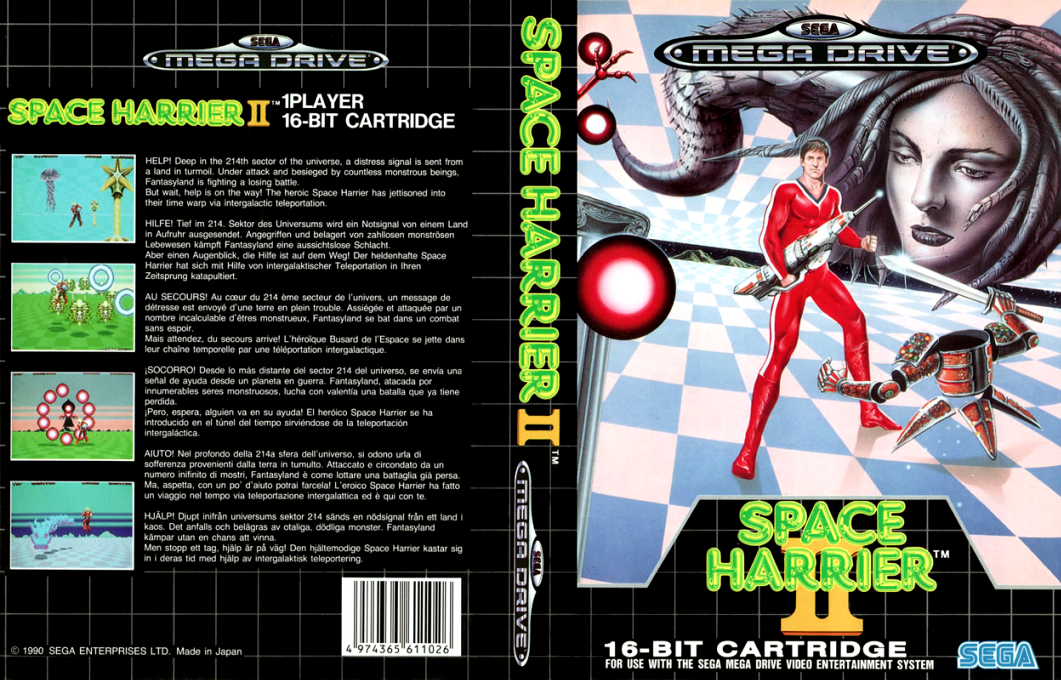 SEGA
MEGA DRIVE
SPACE HARRIER II™
1PLAYER
16-BIT CARTRIDGE
HELP! Deep in the 214th sector of the universe, a distress signal is sent from
a land in turmoil. Under attack and besieged by countless monstrous beings,
Fantasyland is fighting a losing battle.
But wait, help is on the way! The heroic Space Harrier has jettisoned into
their time warp via intergalactic teleportation.
HILFE! Tief im 214. Sektor des Universums wird ein Notsignal von einem Land
in Aufruhr ausgesendet. Angegriffen und belagert von zahllosen monströsen
Lebewesen kämpft Fantasyland eine aussichtslose Schlacht.
Aber einen Augenblick, die Hilfe ist auf dem Weg! Der heldenhafte Space
Harrier hat sich mit Hilfe von intergalaktischer Teleportation in Ihren
Zeitsprung katapultiert.
AU SECOURS! Au cœur du 214 ème secteur de l'univers, un message de
détresse est envoyé d'une terre en plein trouble. Assiégée et attaquée par un
nombre incalculable d'êtres monstrueux, Fantasyland se bat dans un combat
sans espoir.
Mais attendez, du secours arrive! L'héroïque Busard de l'Espace se jette dans
leur chaîne temporelle par une téléportation intergalactique.
¡SOCORRO! Desde lo más distante del sector 214 del universo, se envía una
señal de ayuda desde un planeta en guerra. Fantasyland, atacada por
innumerables seres monstruosos, lucha con valentía una batalla que ya tiene
perdida.
¡Pero, espera, alguien va en su ayuda! El heróico Space Harrier se ha
introducido en el túnel del tiempo sirviéndose de la teleportación
intergaláctica.
AIUTO! Nel profondo della 214a sfera dell'universo, si odono urla di
sofferenza provenienti dalla terra in tumulto. Attaccato e circondato da un
numero inifinito di mostri, Fantasyland è come lottare una battaglia già persa.
Ma, aspetta, con un po' d'aiuto potrai farcela! L'eroico Space Harrier ha fatto
un viaggio nel tempo via teleportazione intergalattica ed è qui con te.
HJÄLP! Djupt inifrån universums sektor 214 sänds en nödsignal från ett land i
kaos. Det anfalls och belägras av otaliga, dödliga monster. Fantasyland
kämpar utan en chans att vinna.
Men stopp ett tag, hjälp är på väg! Den hjältemodige Space Harrier kastar sig
in i deras tid med hjälp av intergalaktisk teleportering.
4 974365 611026
© 1990 SEGA ENTERPRISES LTD. Made in Japan
SPACE HARRIER II™
SEGA
MEGA DRIVE
SEGA
MEGA DRIVE
SPACE
HARRIER™
II
16-BIT CARTRIDGE
FOR USE WITH THE SEGA MEGA DRIVE VIDEO ENTERTAINMENT SYSTEM
SEGA